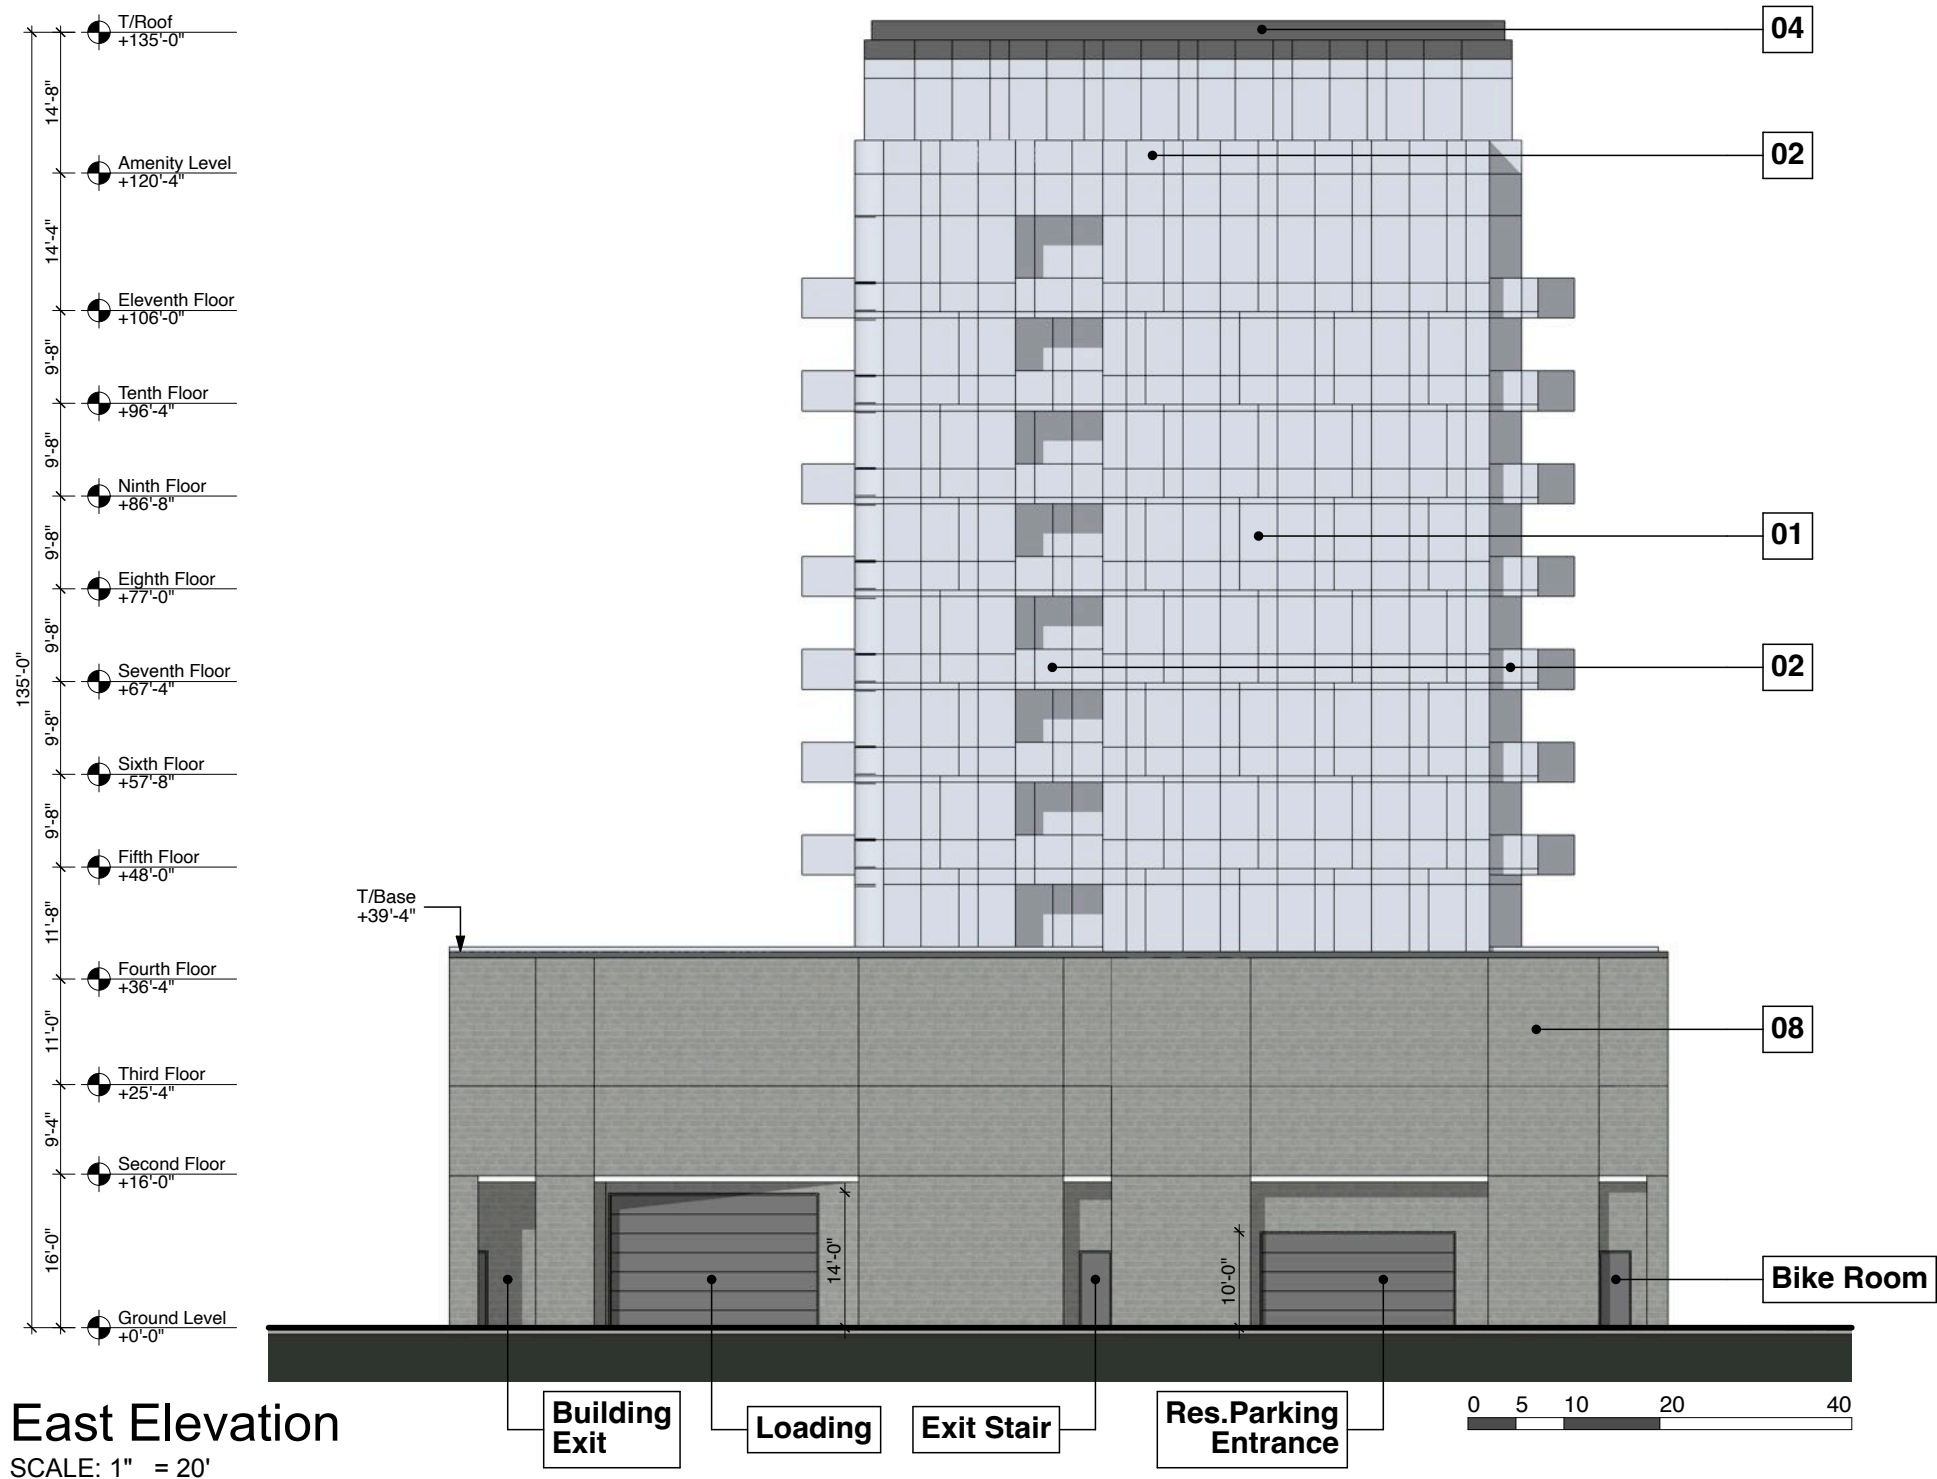 T/Roof
+135'-0"
04
14'-8"
Amenity Level
+120'-4"
02
14'-4"
Eleventh Floor
+106'-0"
9'-8"
Tenth Floor
+96'-4"
9'-8"
Ninth Floor
+86'-8"
01
9'-8"
Eighth Floor
+77'-0"
9'-8"
Seventh Floor
+67'-4"
02
135'-0"
9'-8"
Sixth Floor
+57'-8"
9'-8"
Fifth Floor
+48'-0"
T/Base
+39'-4"
11'-8"
Fourth Floor
+36'-4"
08
11'-0"
Third Floor
+25'-4"
9'-4"
Second Floor
+16'-0"
16'-0"
14'-0"
10'-0"
Bike Room
Ground Level
+0'-0"
Building
Exit
Loading
Exit Stair
Res.Parking
Entrance
0 5 10 20 40
East Elevation
SCALE: 1" = 20'